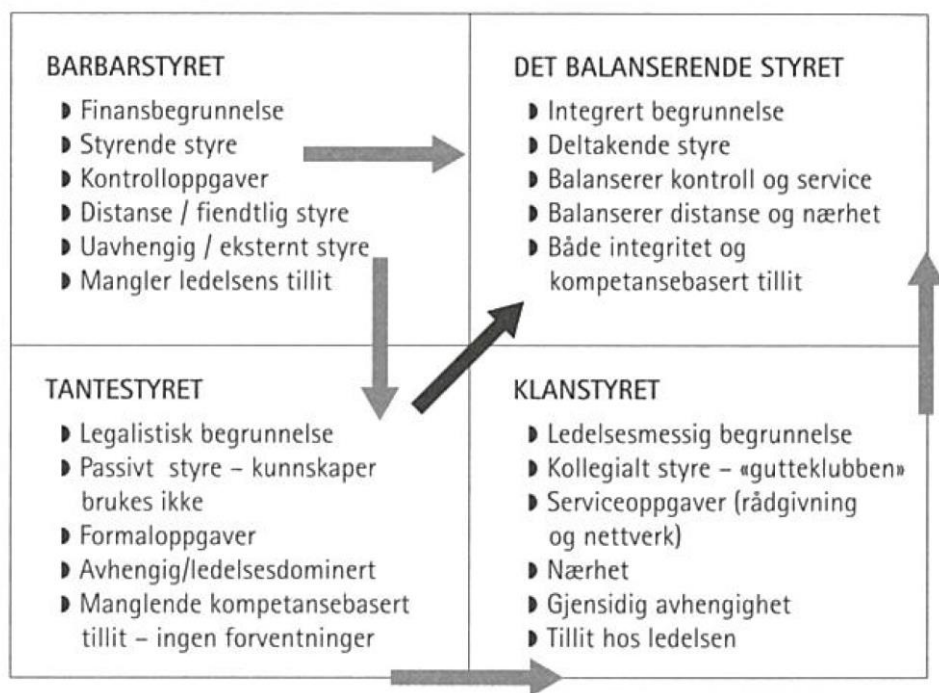 BARBARSTYRET
◗ Finansbegrunnelse
◗ Styrende styre
◗ Kontrolloppgaver
◗ Distanse / fiendtlig styre
◗ Uavhengig / eksternt styre
◗ Mangler ledelsens tillit
DET BALANSERENDE STYRET
◗ Integrert begrunnelse
◗ Deltakende styre
◗ Balanserer kontroll og service
◗ Balanserer distanse og nærhet
◗ Både integritet og
kompetansebasert tillit
TANTESTYRET
◗ Legalistisk begrunnelse
◗ Passivt styre – kunnskaper
brukes ikke
◗ Formaloppgaver
◗ Avhengig/ledelsesdominert
◗ Manglende kompetansebasert
tillit – ingen forventninger
KLANSTYRET
◗ Ledelsesmessig begrunnelse
◗ Kollegialt styre – «gutteklubben»
◗ Serviceoppgaver (rådgivning
og nettverk)
◗ Nærhet
◗ Gjensidig avhengighet
◗ Tillit hos ledelsen